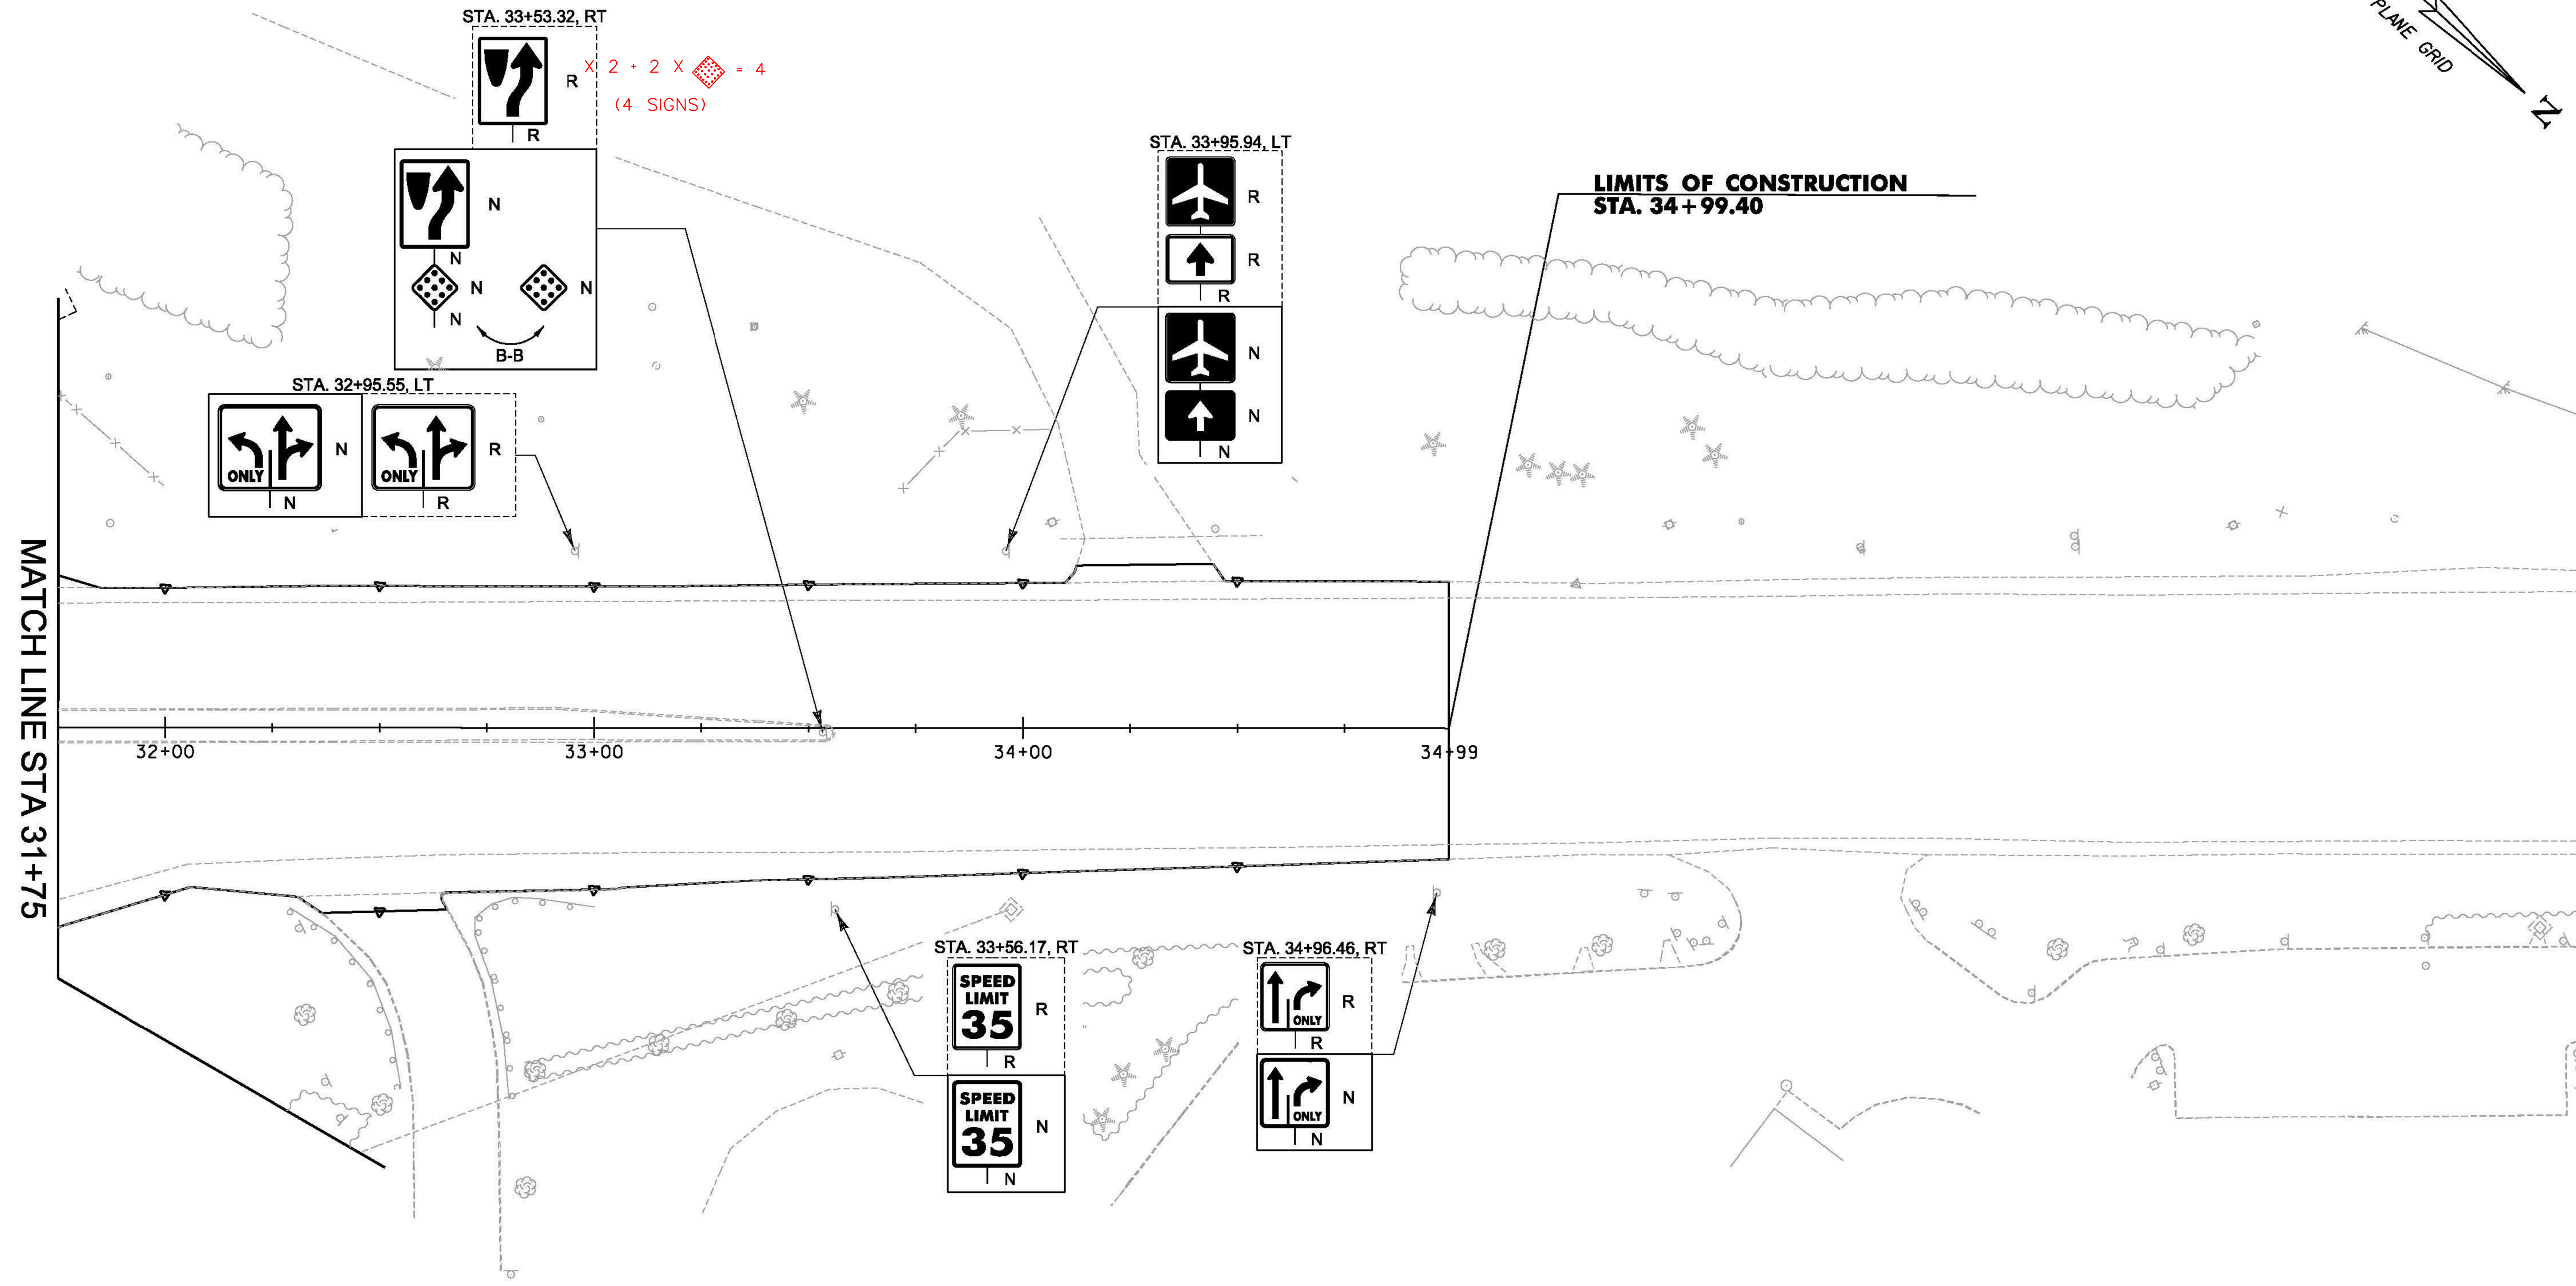 STA. 33+53.32, RT
R
X 2 + 2 X = 4
(4 SIGNS)
R
N
N
N
N
N
B-B
STA. 32+95.55, LT
ONLY
N
N
ONLY
R
R
STA. 33+95.94, LT
R
R
R
N
N
N
LIMITS OF CONSTRUCTION
STA. 34+99.40
PLANE GRID
N
MATCH LINE STA 31+75
32+00
33+00
34+00
34+99
STA. 33+56.17, RT
SPEED
LIMIT
35
R
R
SPEED
LIMIT
35
N
N
STA. 34+96.46, RT
ONLY
R
R
ONLY
N
N